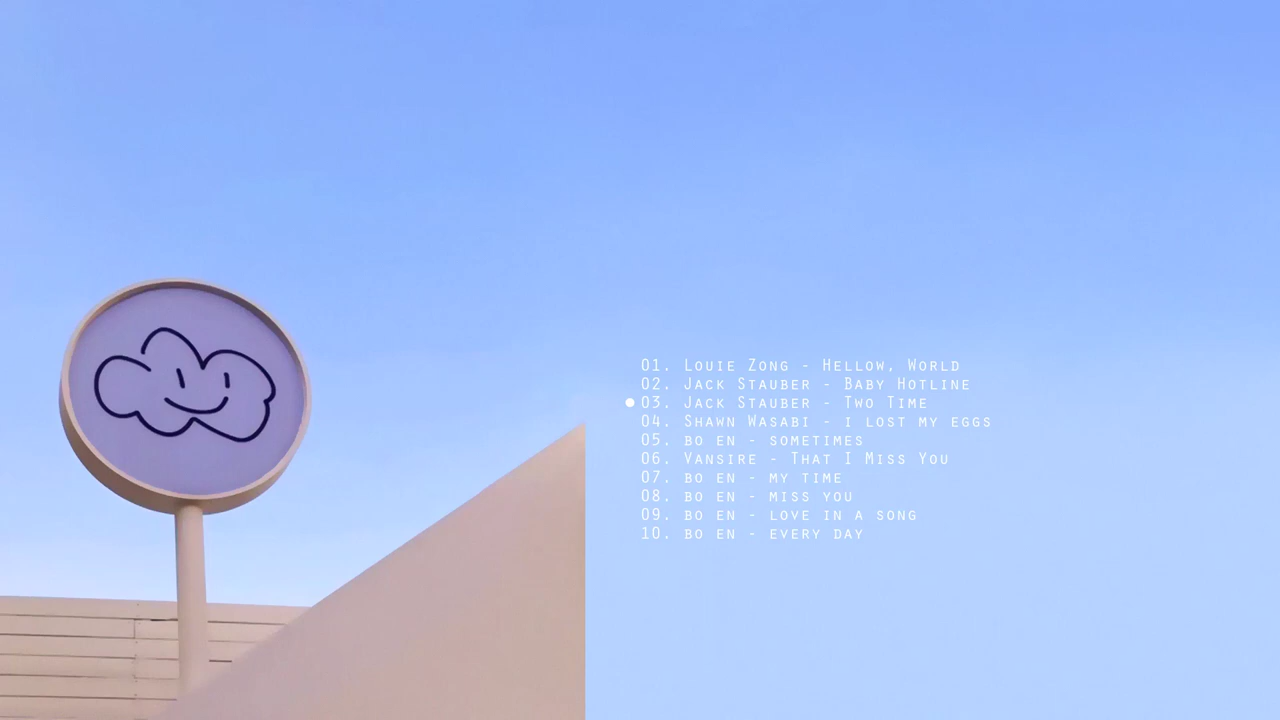 01. Louie Zong - Hellow, World
02. Jack Stauber - Baby Hotline
03. Jack Stauber - Two Time
04. Shawn Wasabi - i lost my eggs
05. bo en - sometimes
06. Vansire - That I Miss You
07. bo en - my time
08. bo en - miss you
09. bo en - love in a song
10. bo en - every day